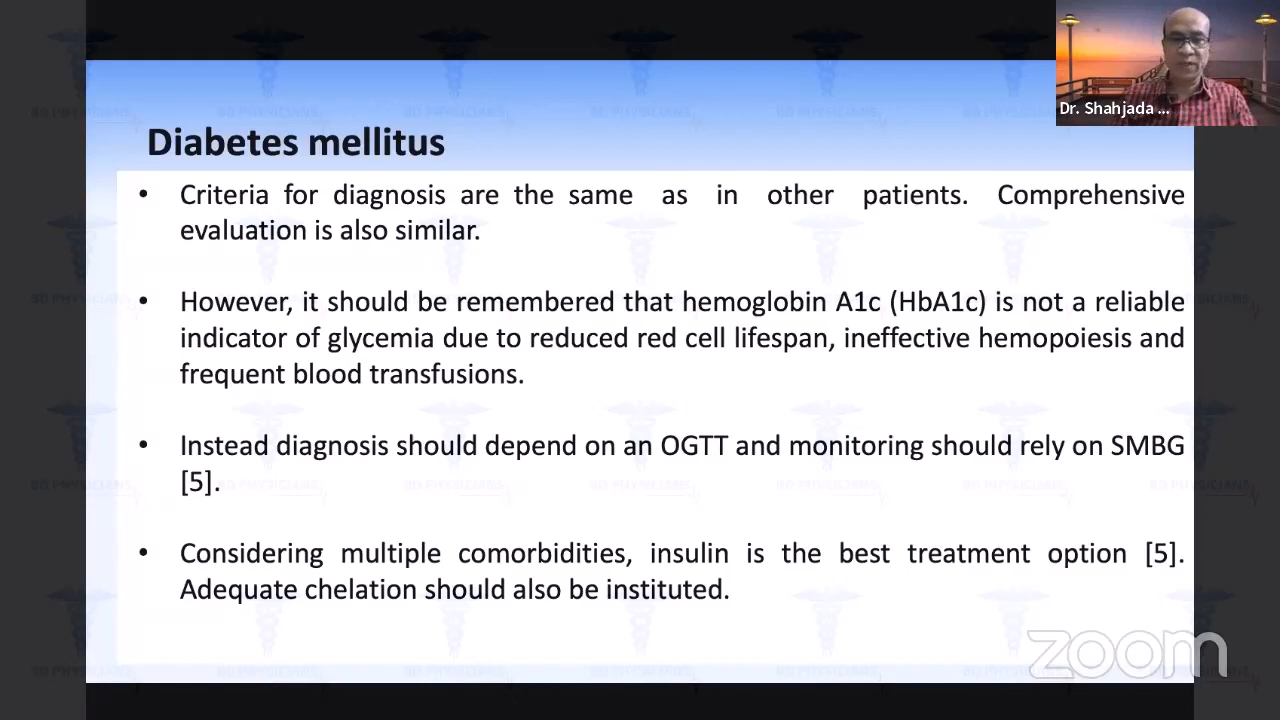 Dr. Shahjada ...
Diabetes mellitus
• Criteria for diagnosis are the same as in other patients. Comprehensive
evaluation is also similar.
• However, it should be remembered that hemoglobin A1c (HbA1c) is not a reliable
indicator of glycemia due to reduced red cell lifespan, ineffective hemopoiesis and
frequent blood transfusions.
• Instead diagnosis should depend on an OGTT and monitoring should rely on SMBG
[5].
• Considering multiple comorbidities, insulin is the best treatment option [5].
Adequate chelation should also be instituted.
zoom
BD PHYSICIANS